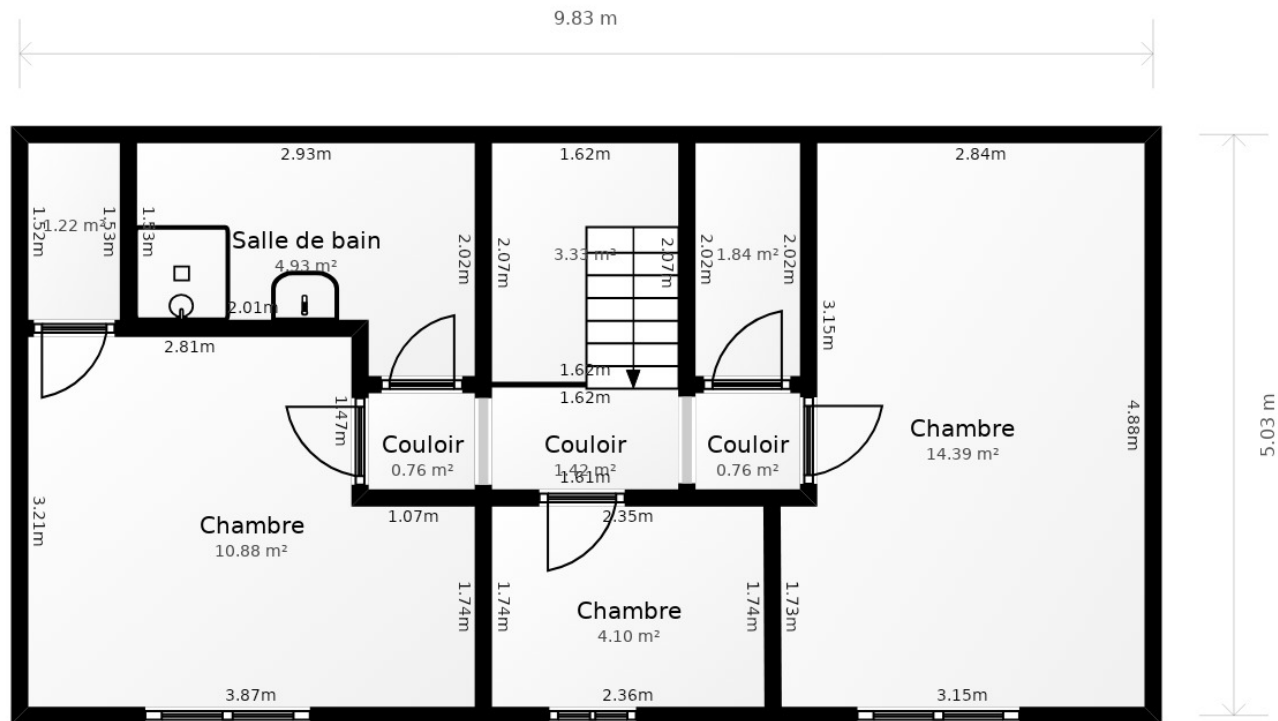 9.83 m
2.93m
1.62m
2.84m
1.52m
1.22 m²
1.53m
1.53m
Salle de bain
4.93 m²
2.02m
2.07m
3.33 m²
2.07m
2.02m
1.84 m²
2.02m
2.01m
3.15m
2.81m
1.62m
1.62m
1.47m
Couloir
0.76 m²
Couloir
1.42 m²
1.61m
Couloir
0.76 m²
Chambre
14.39 m²
4.88m
5.03 m
3.21m
Chambre
10.88 m²
1.07m
2.35m
1.74m
1.74m
Chambre
4.10 m²
1.74m
1.73m
3.87m
2.36m
3.15m